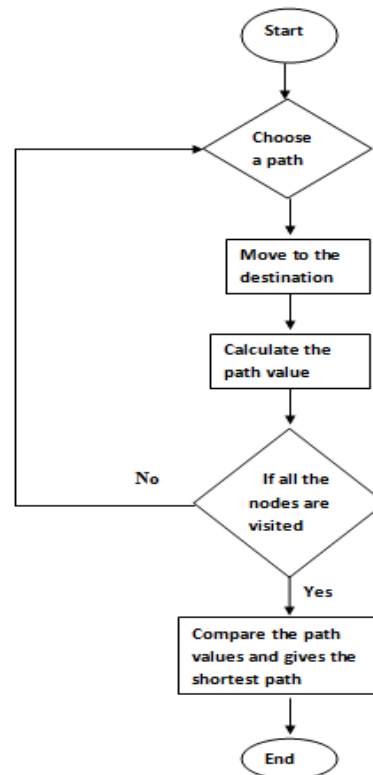 Start
Choose
a path
Move to the
destination
Calculate the
path value
If all the
nodes are
visited
No
Yes
Compare the path
values and gives the
shortest path
End